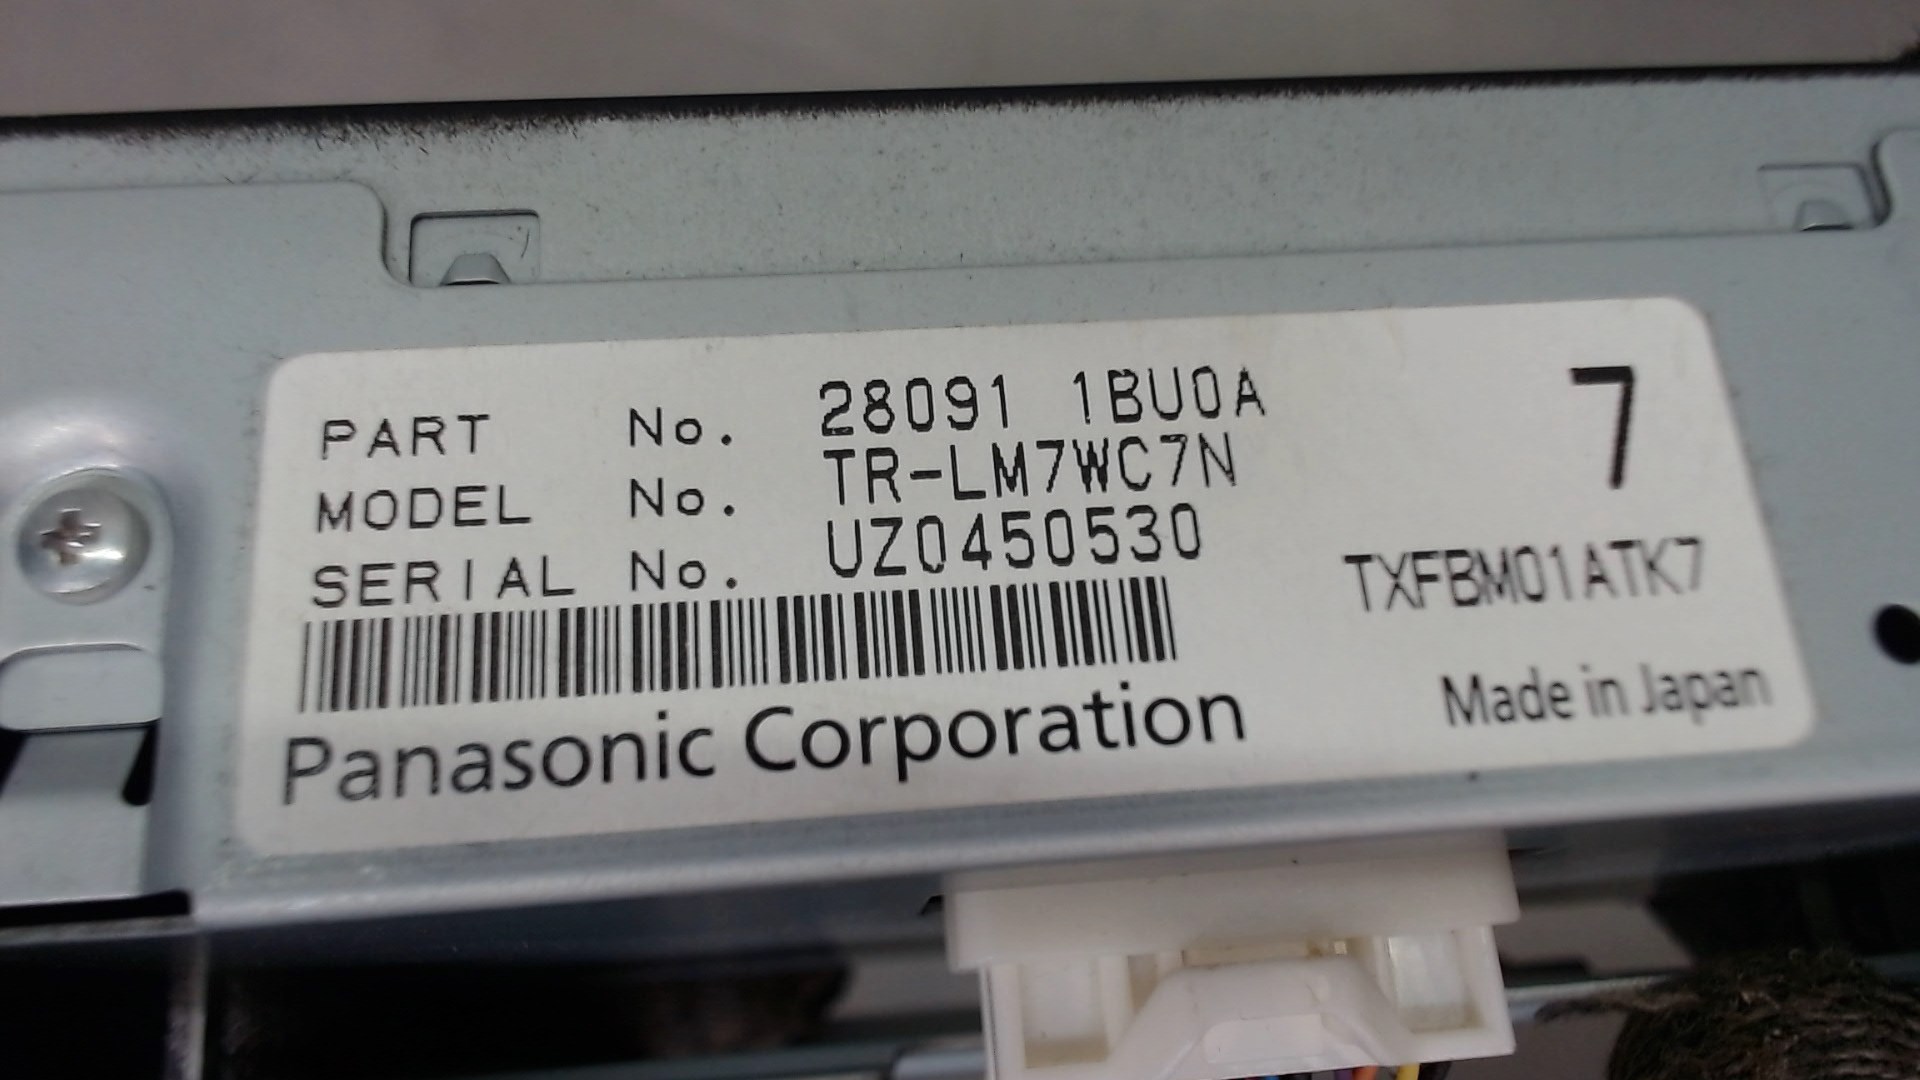 PART No. 28091 1BU0A
7
MODEL No. TR-LM7WC7N
SERIAL No. UZ0450530
TXFBM01ATK7
Panasonic Corporation
Made in Japan